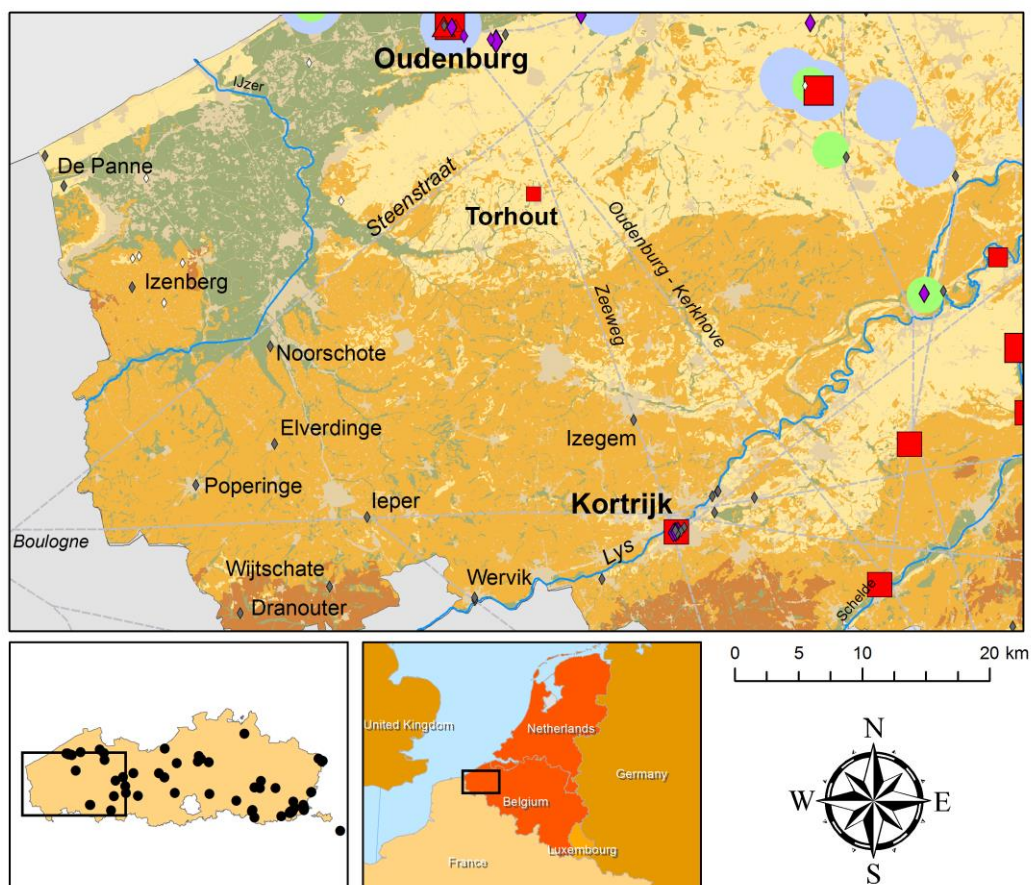 Oudenburg
IJzer
De Panne
Steenstraat
Torhout
Oudenburg - Kerkhove
Izenberg
Zeeweg
Noorschote
Elverdinge
Izegem
Poperinge
Ieper
Kortrijk
Boulogne
Lys
Wijtschate
Wervik
Dranouter
Schelde
0 5 10 20 km
United Kingdom
Netherlands
Germany
Belgium
Luxembourg
France
N
W E
S